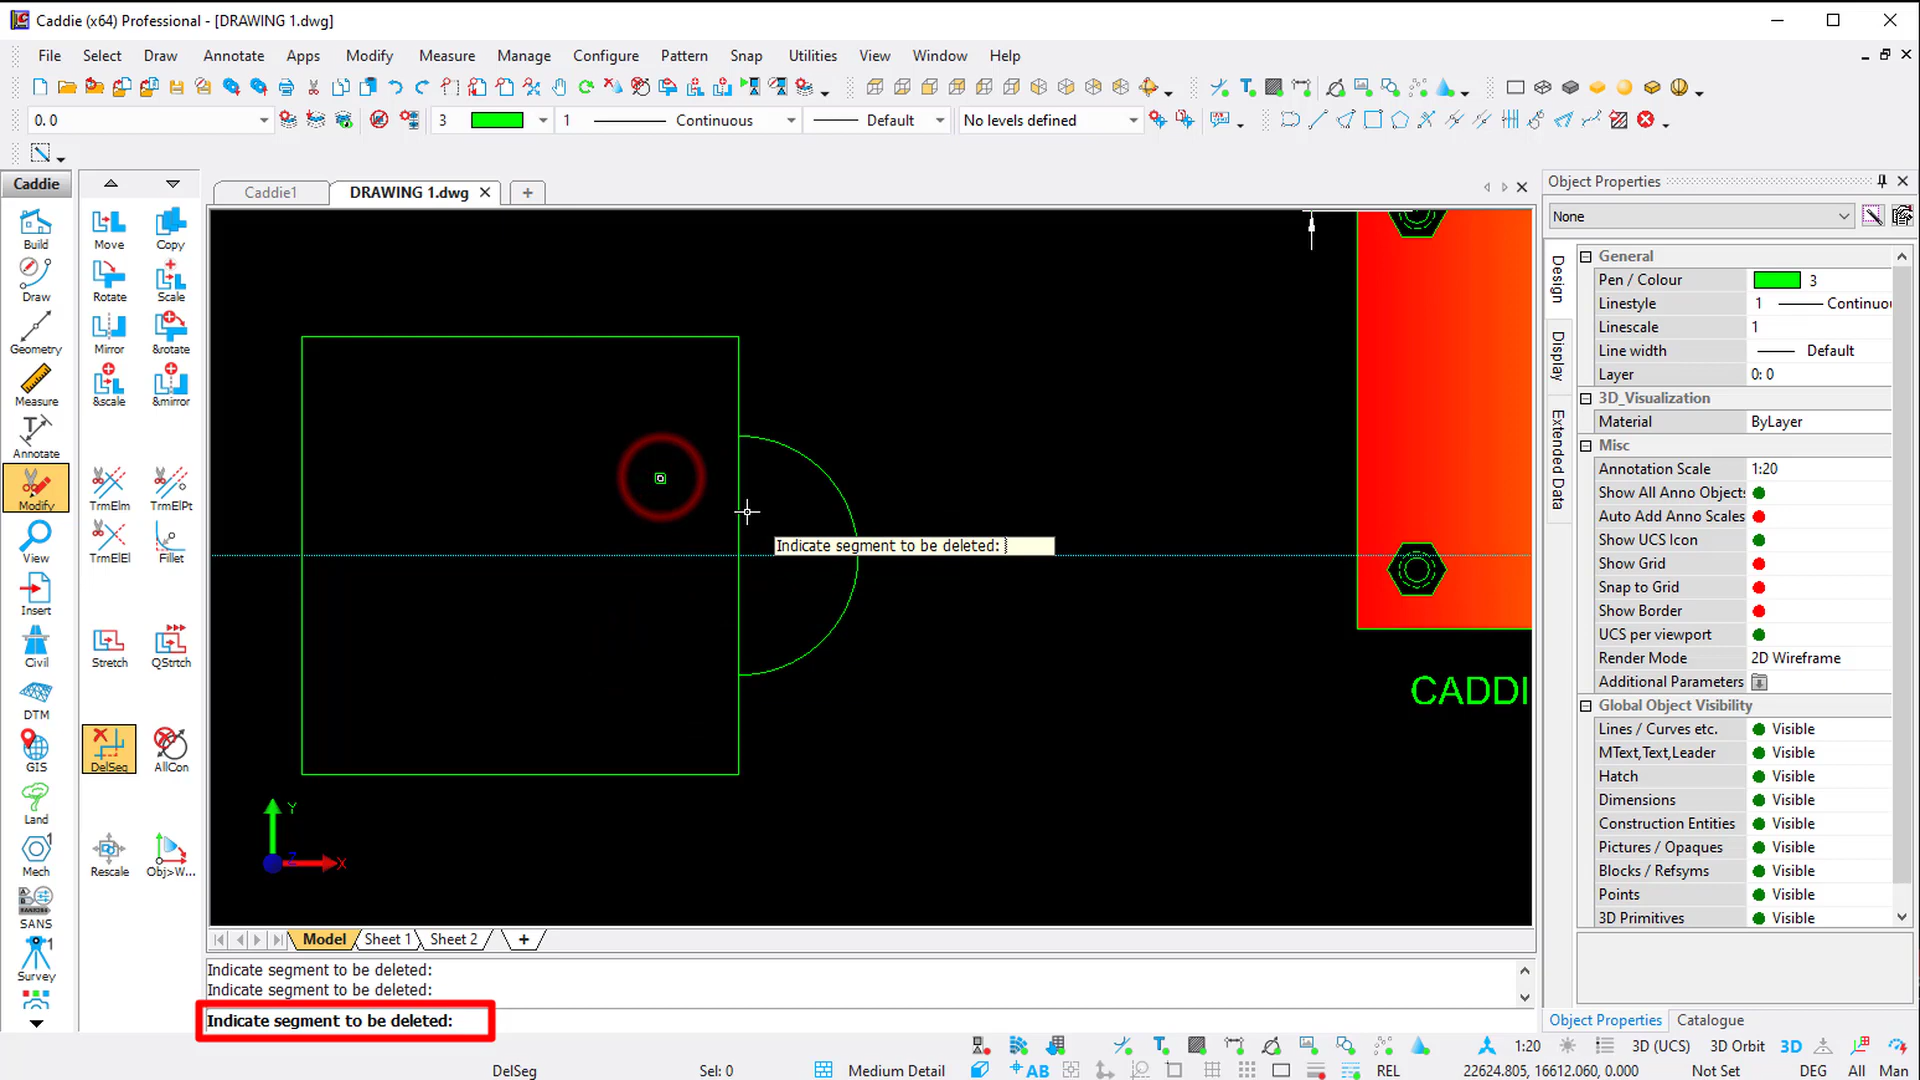 Caddie (x64) Professional - [DRAWING 1.dwg]
File Select Draw Annotate Apps Modify Measure Manage Configure Pattern Snap Utilities View Window Help
0. 0
3
1
Continuous
Default
No levels defined
Caddie
Caddie1
DRAWING 1.dwg
Build
Draw
Geometry
Measure
Annotate
Modify
View
Insert
Civil
DTM
GIS
Land
Mech
SANS
Survey
Move Copy
Rotate Scale
Mirror &rotate
&scale &mirror
TrmElm TrmElPt
TrmElEl Fillet
Stretch QStrtch
DelSeg AllCon
Rescale Obj>W...
Indicate segment to be deleted:
CADDI
Y
Z
X
Model Sheet 1 Sheet 2
Indicate segment to be deleted:
Indicate segment to be deleted:
Indicate segment to be deleted:
Object Properties
None
Design
Display
Extended Data
General
Pen / Colour 3
Linestyle 1 Continuou
Linescale 1
Line width Default
Layer 0: 0
3D_Visualization
Material ByLayer
Misc
Annotation Scale 1:20
Show All Anno Objects
Auto Add Anno Scales
Show UCS Icon
Show Grid
Snap to Grid
Show Border
UCS per viewport
Render Mode 2D Wireframe
Additional Parameters
Global Object Visibility
Lines / Curves etc. Visible
MText,Text,Leader Visible
Hatch Visible
Dimensions Visible
Construction Entities Visible
Pictures / Opaques Visible
Blocks / Refsyms Visible
Points Visible
3D Primitives Visible
Object Properties Catalogue
1:20 3D (UCS) 3D Orbit 3D
DelSeg Sel: 0 Medium Detail AB REL 22624.805, 16612.060, 0.000 Not Set DEG All Man